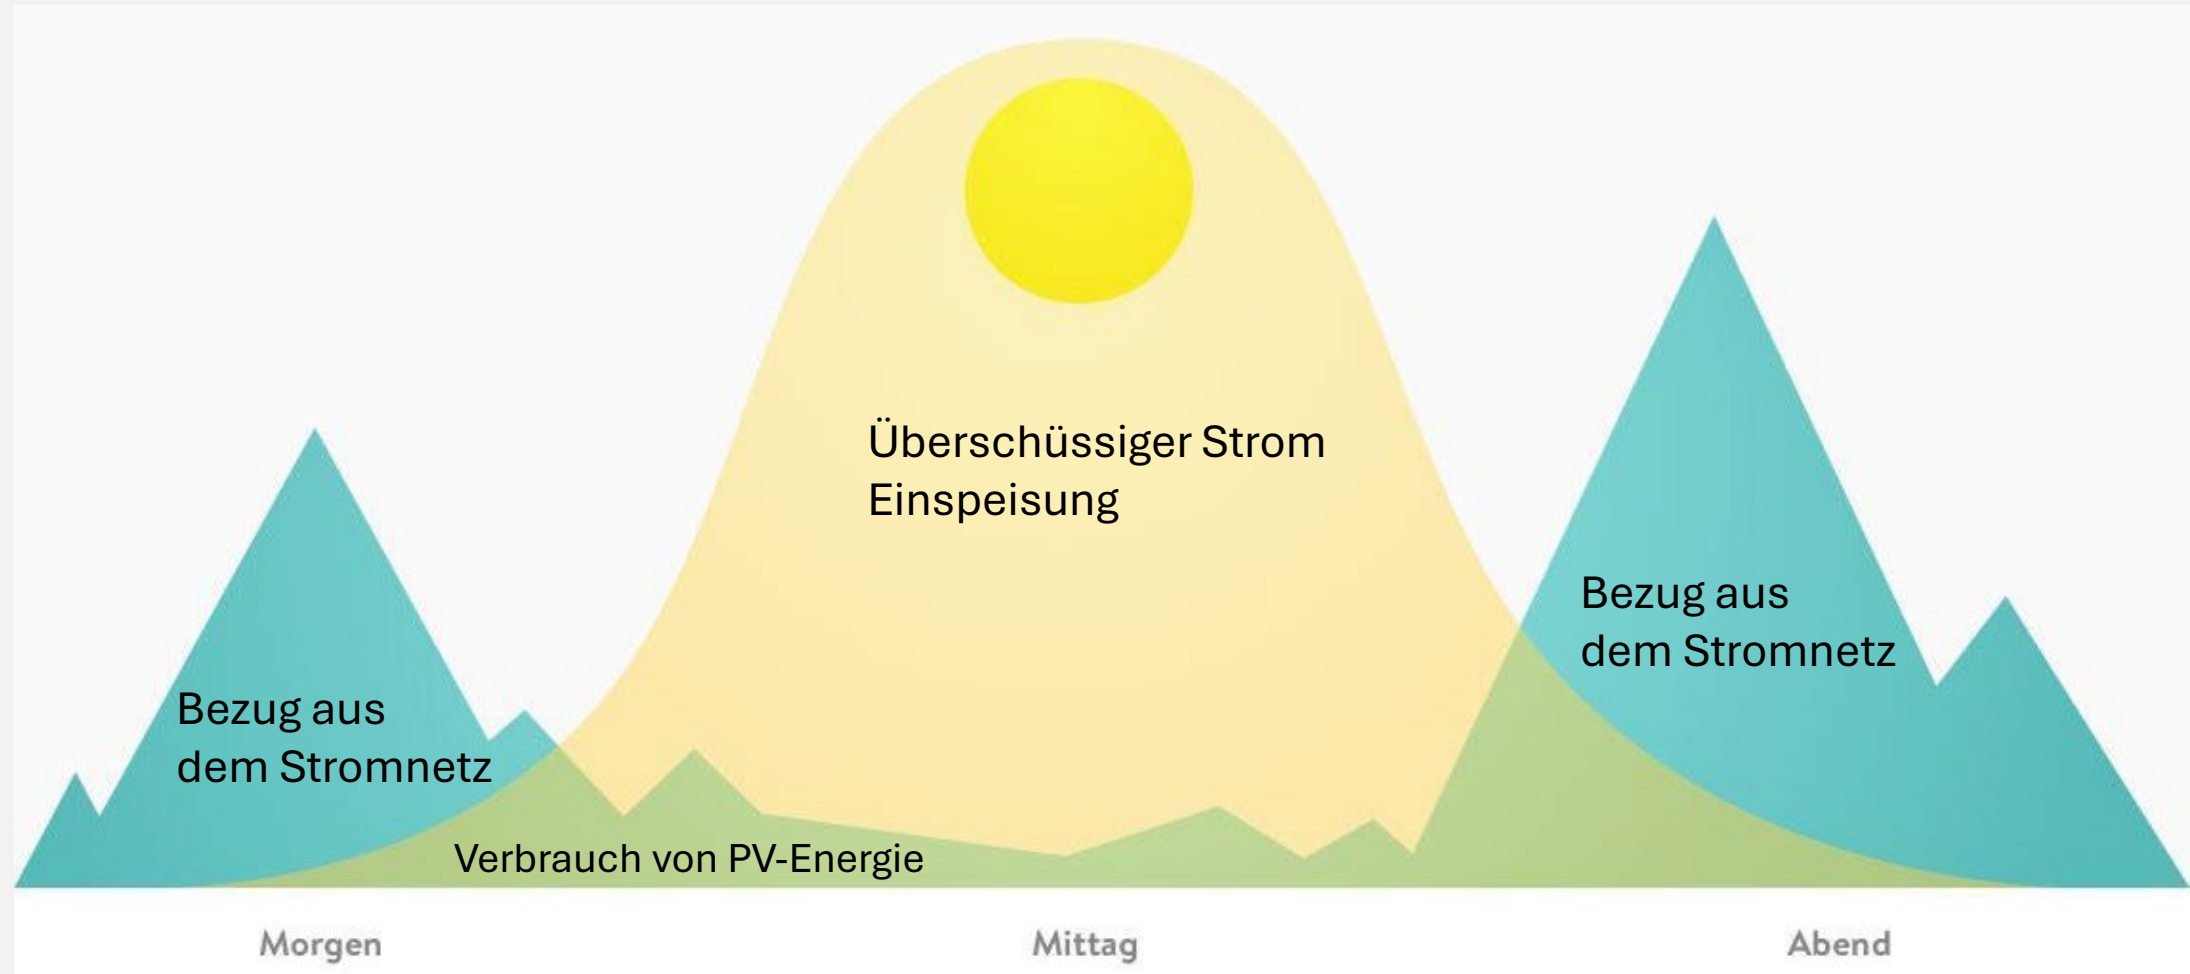 Überschüssiger Strom
Einspeisung
Bezug aus
dem Stromnetz
Bezug aus
dem Stromnetz
Verbrauch von PV-Energie
Morgen
Mittag
Abend